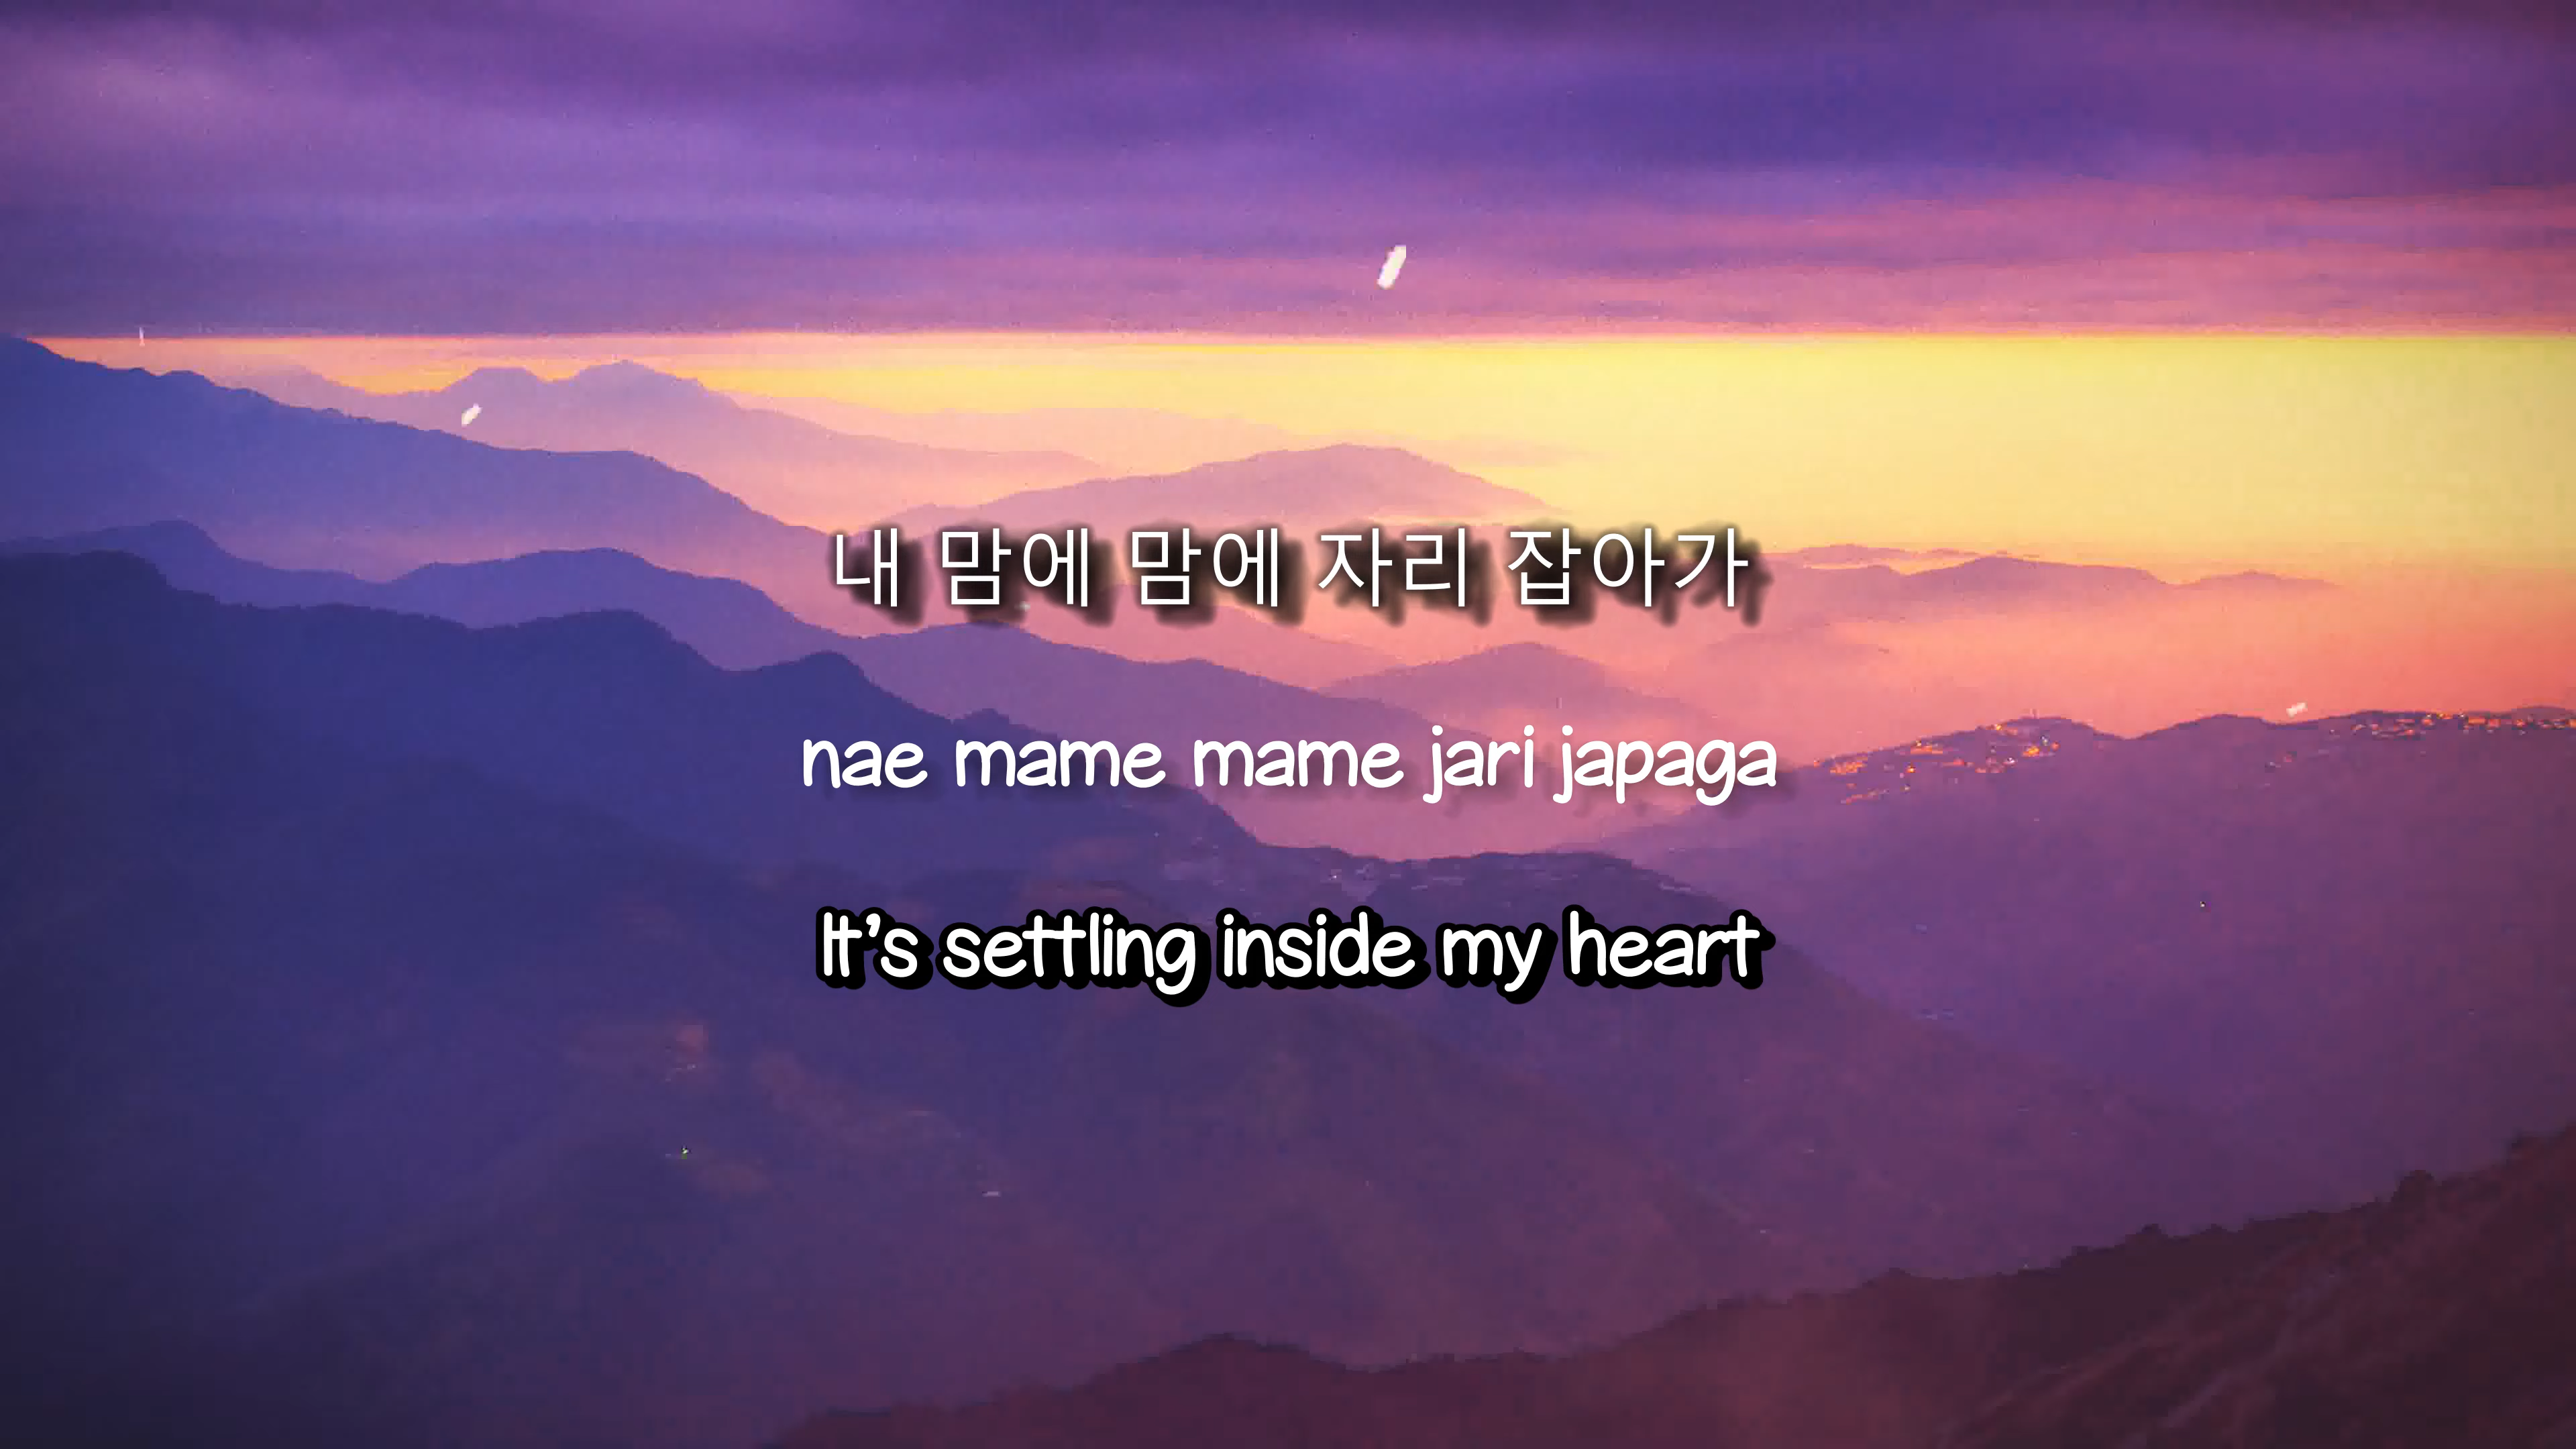 내 맘에 맘에 자리 잡아가
nae mame mame jari japaga
It's settling inside my heart